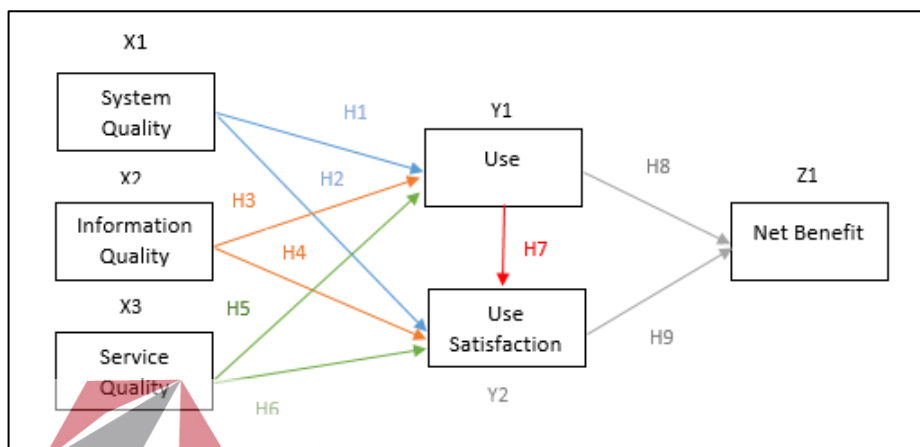 X1
System
Quality
X2
Information
Quality
X3
Service
Quality
H1
H2
H3
H4
H5
H6
Y1
Use
H7
Use
Satisfaction
Y2
H8
H9
Z1
Net Benefit